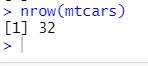 > nrow(mtcars)
[1] 32
>